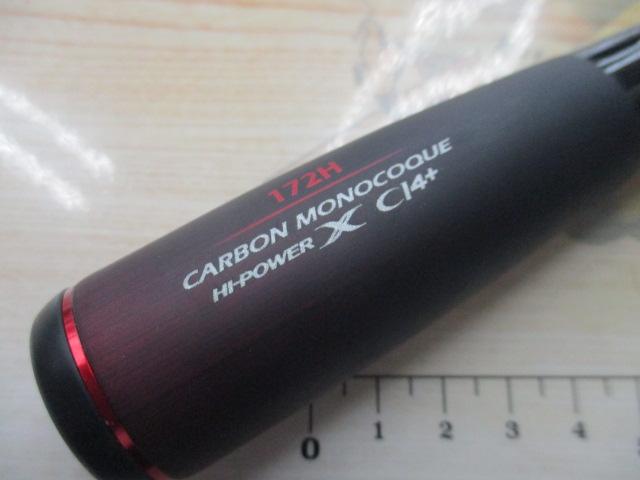 172H
CARBON MONOCOQUE
HI-POWER X CI4+
0 1 2 3 4